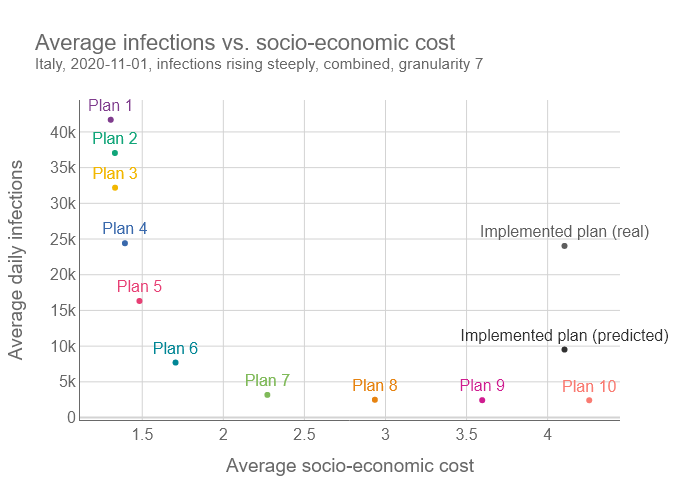 Average infections vs. socio-economic cost
Italy, 2020-11-01, infections rising steeply, combined, granularity 7
Plan 1
40k
Plan 2
35k
Plan 3
30k
Plan 4
Implemented plan (real)
25k
20k
Plan 5
15k
Plan 6
Implemented plan (predicted)
10k
Plan 7
Plan 8
Plan 9
Plan 10
5k
0
1.5
2
2.5
3
3.5
4
Average daily infections
Average socio-economic cost